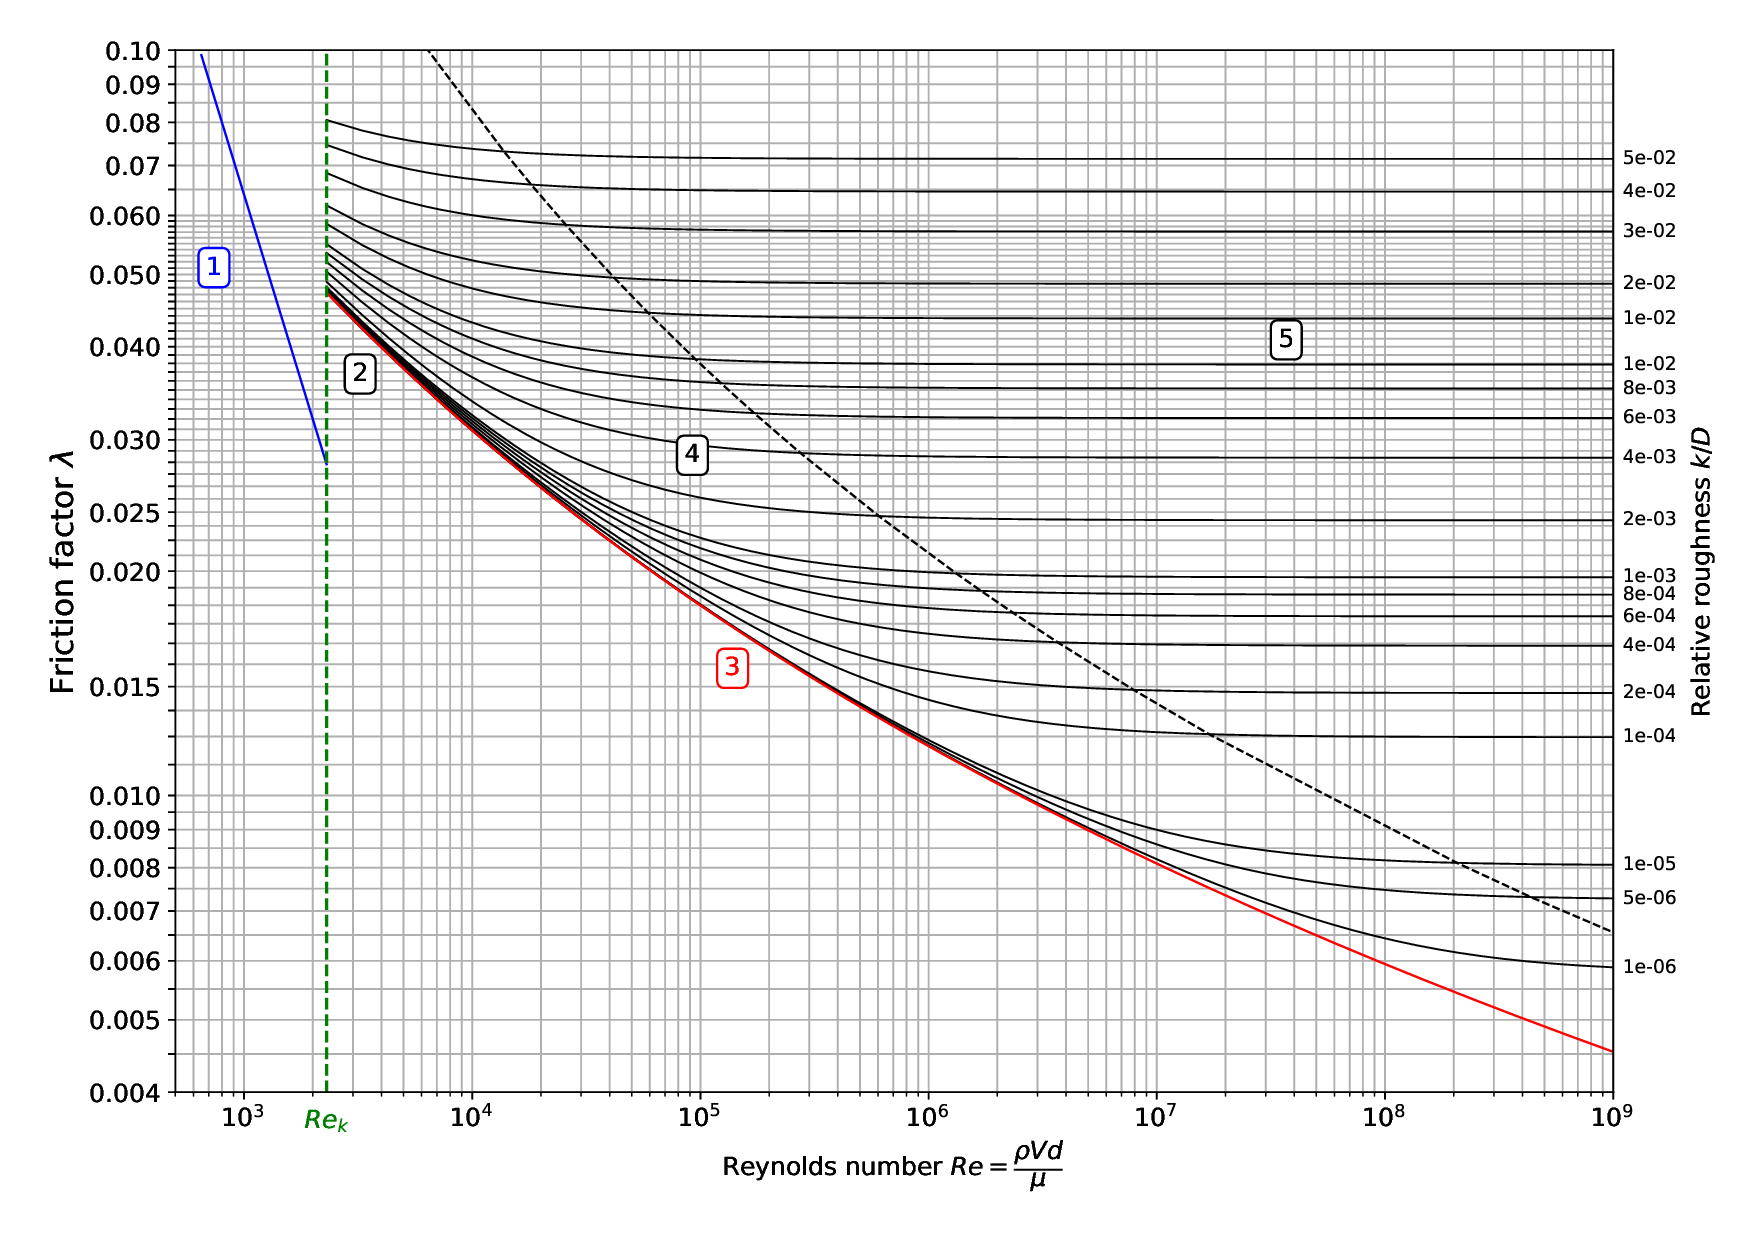 0.10
0.09
0.08
0.07
0.060
0.050
0.040
0.030
0.025
0.020
0.015
0.010
0.009
0.008
0.007
0.006
0.005
0.004
Friction factor λ
1
2
3
4
5
5e-02
4e-02
3e-02
2e-02
1e-02
1e-02
8e-03
6e-03
4e-03
2e-03
1e-03
8e-04
6e-04
4e-04
2e-04
1e-04
1e-05
5e-06
1e-06
Relative roughness k/D
10³ Reₖ 10⁴ 10⁵ 10⁶ 10⁷ 10⁸ 10⁹
Reynolds number Re = ρVd/μ